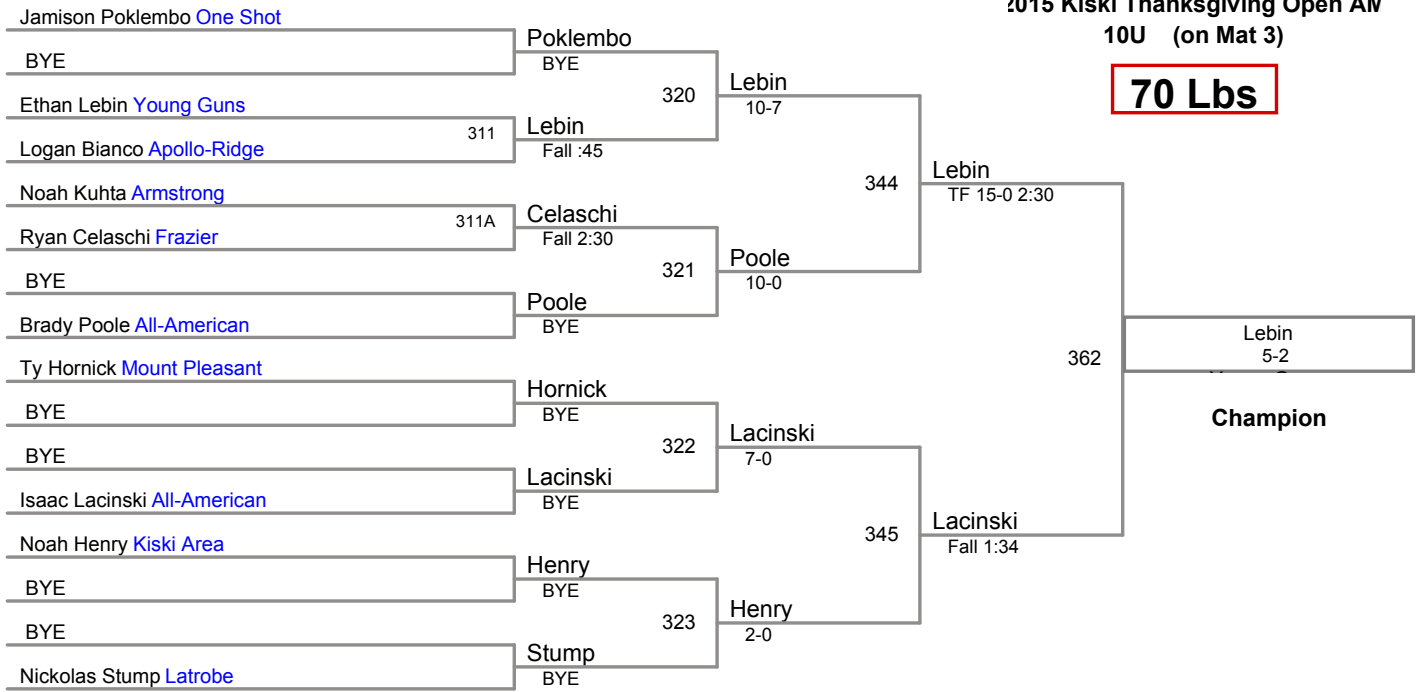 2015 Kiski Thanksgiving Open AM
10U (on Mat 3)
70 Lbs
Jamison Poklembo One Shot
BYE
Ethan Lebin Young Guns
Logan Bianco Apollo-Ridge
Noah Kuhta Armstrong
Ryan Celaschi Frazier
BYE
Brady Poole All-American
Ty Hornick Mount Pleasant
BYE
BYE
Isaac Lacinski All-American
Noah Henry Kiski Area
BYE
BYE
Nickolas Stump Latrobe
311
311A
Poklembo
BYE
Lebin
Fall :45
Celaschi
Fall 2:30
Poole
BYE
Hornick
BYE
Lacinski
BYE
Henry
BYE
Stump
BYE
320
321
322
323
Lebin
10-7
Poole
10-0
Lacinski
7-0
Henry
2-0
344
345
Lebin
TF 15-0 2:30
Lacinski
Fall 1:34
362
Lebin
5-2
Champion